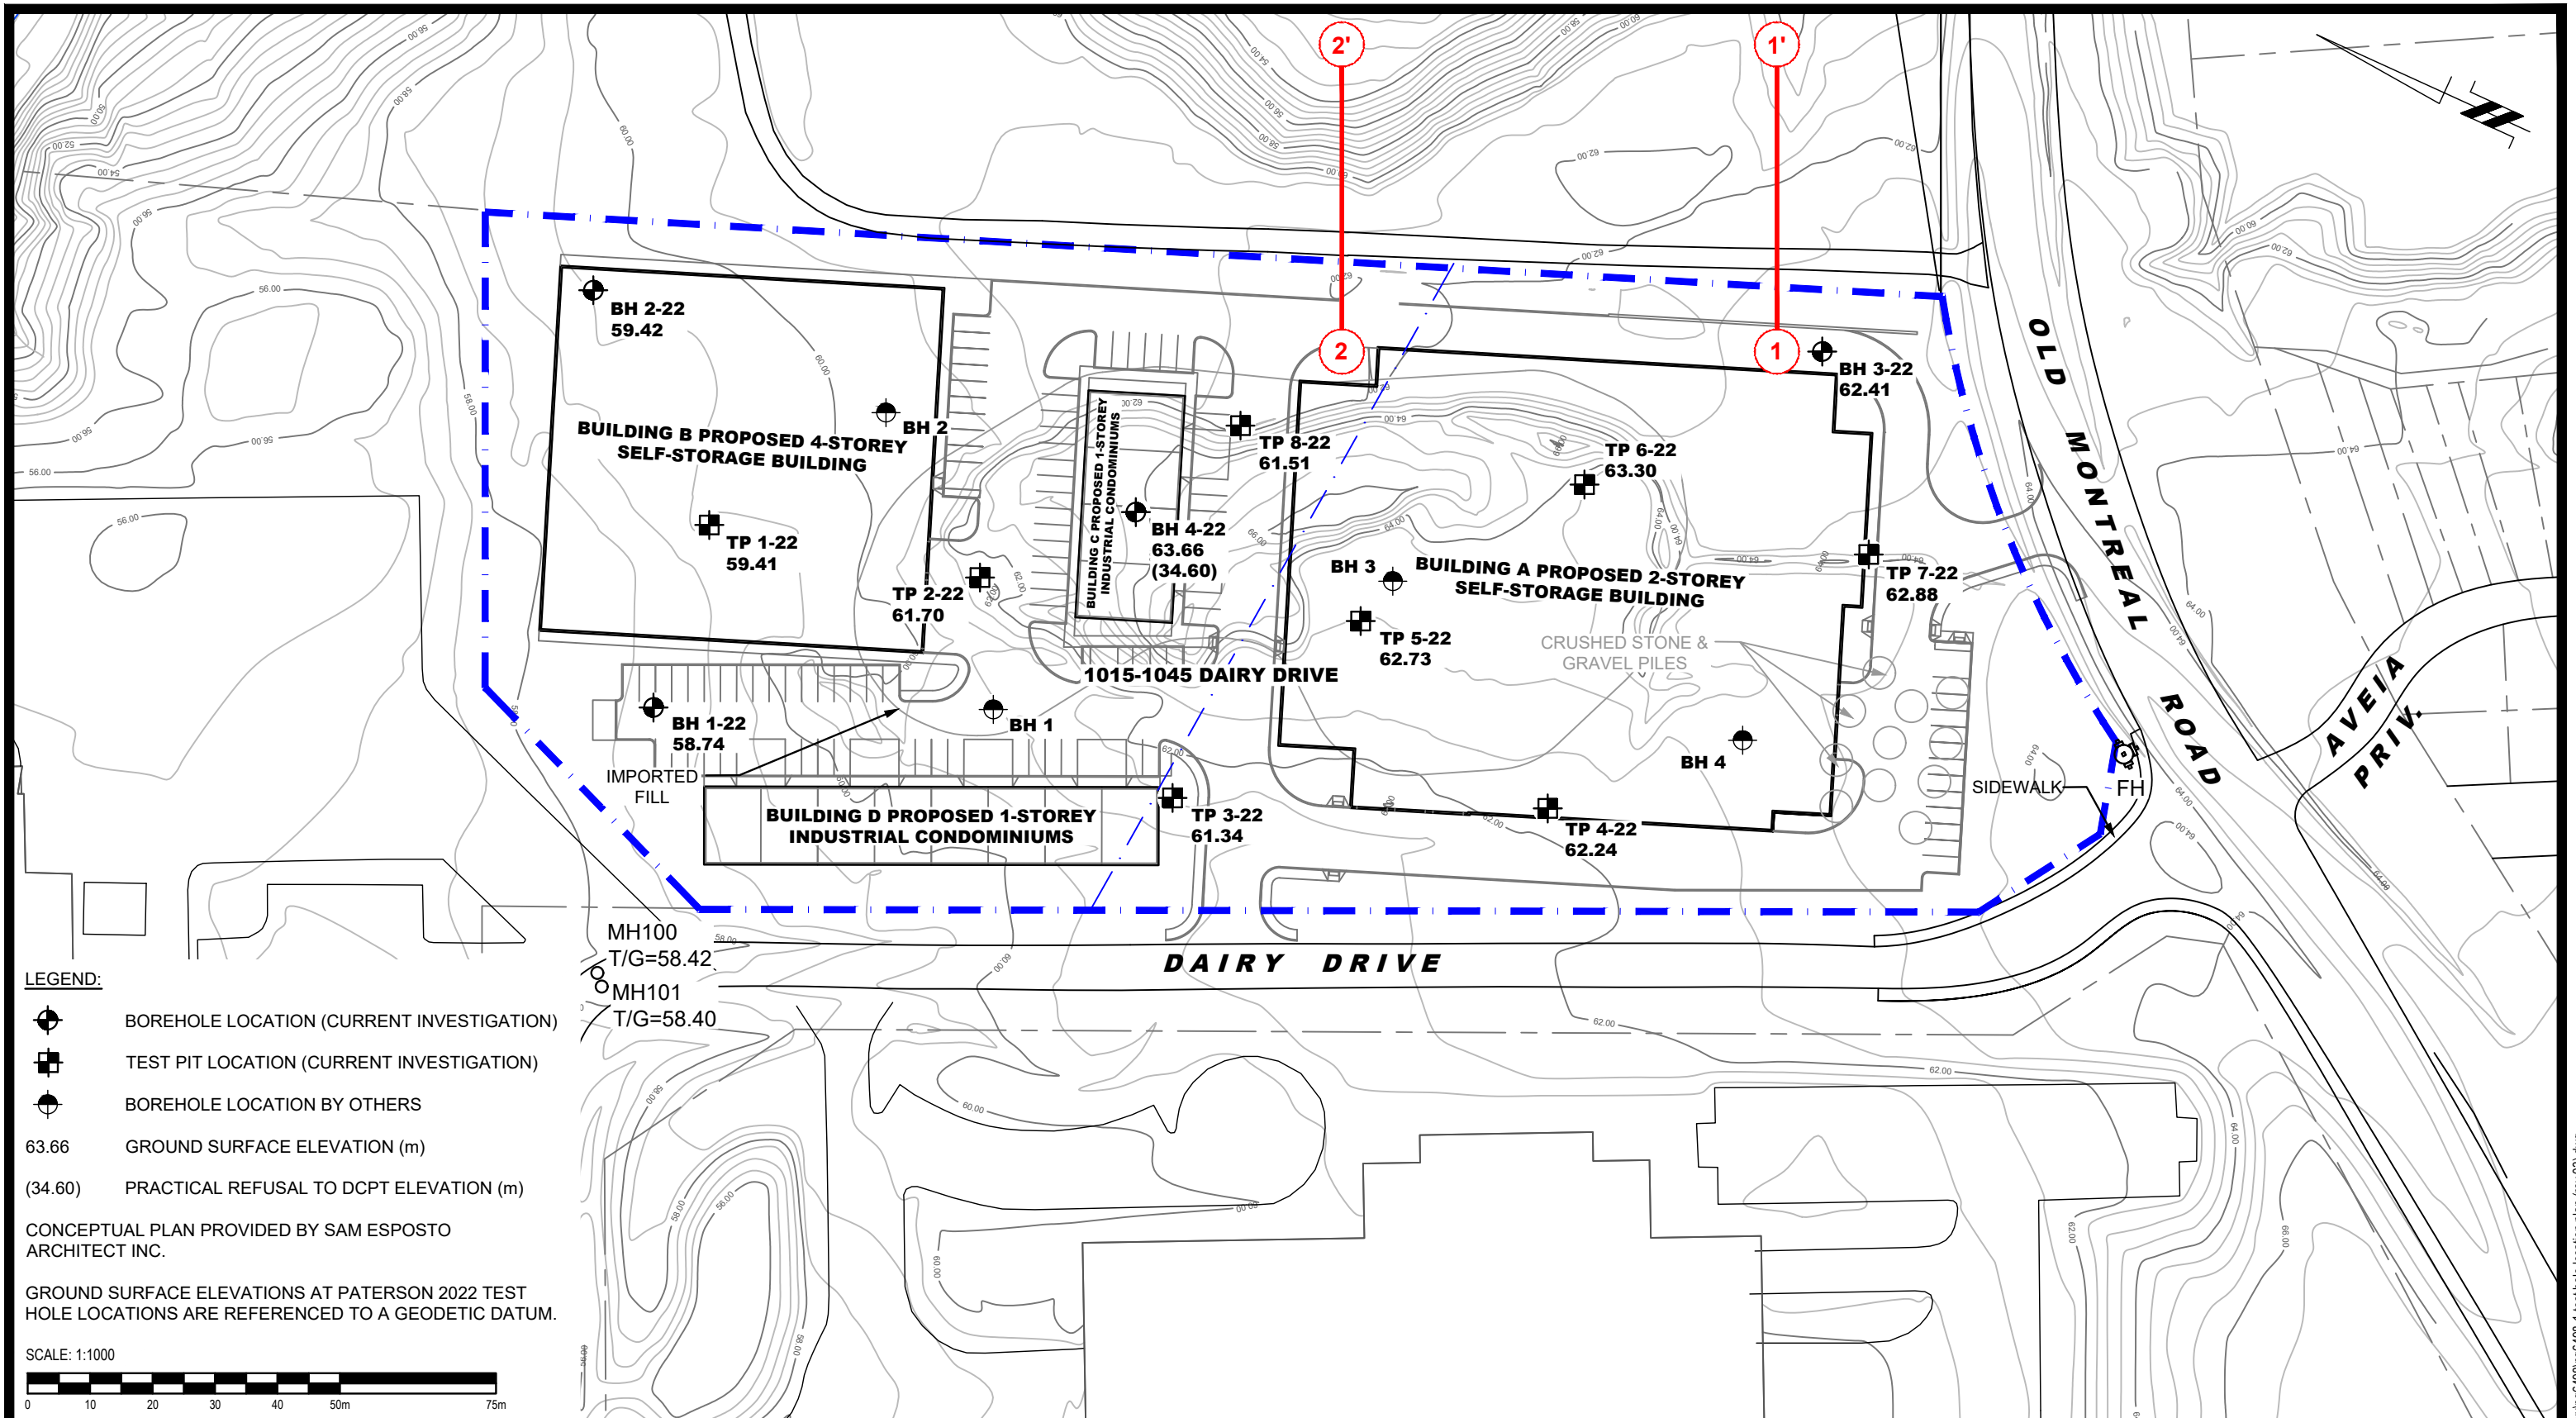 2'
1'
2
1
BH 2-22
59.42
BH 2
BUILDING B PROPOSED 4-STOREY
SELF-STORAGE BUILDING
TP 1-22
59.41
TP 2-22
61.70
BUILDING C PROPOSED 1-STOREY
INDUSTRIAL CONDOMINIUMS
BH 4-22
63.66
(34.60)
TP 8-22
61.51
BH 3-22
62.41
TP 6-22
63.30
BH 3
BUILDING A PROPOSED 2-STOREY
SELF-STORAGE BUILDING
TP 7-22
62.88
TP 5-22
62.73
CRUSHED STONE &
GRAVEL PILES
1015-1045 DAIRY DRIVE
BH 1-22
58.74
BH 1
BH 4
IMPORTED
FILL
BUILDING D PROPOSED 1-STOREY
INDUSTRIAL CONDOMINIUMS
TP 3-22
61.34
TP 4-22
62.24
SIDEWALK
FH
OLD MONTREAL ROAD
AVEIA
PRIV.
DAIRY DRIVE
MH100
T/G=58.42
MH101
T/G=58.40
LEGEND:
BOREHOLE LOCATION (CURRENT INVESTIGATION)
TEST PIT LOCATION (CURRENT INVESTIGATION)
BOREHOLE LOCATION BY OTHERS
63.66 GROUND SURFACE ELEVATION (m)
(34.60) PRACTICAL REFUSAL TO DCPT ELEVATION (m)
CONCEPTUAL PLAN PROVIDED BY SAM ESPOSTO
ARCHITECT INC.
GROUND SURFACE ELEVATIONS AT PATERSON 2022 TEST
HOLE LOCATIONS ARE REFERENCED TO A GEODETIC DATUM.
SCALE: 1:1000
0 10 20 30 40 50m 75m